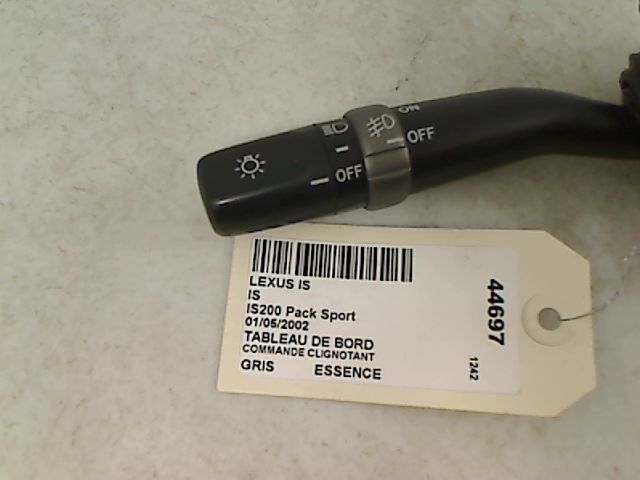 ON
OFF
OFF
LEXUS IS
IS
IS200 Pack Sport
01/05/2002
TABLEAU DE BORD
COMMANDE CLIGNOTANT
GRIS ESSENCE
44697
1242